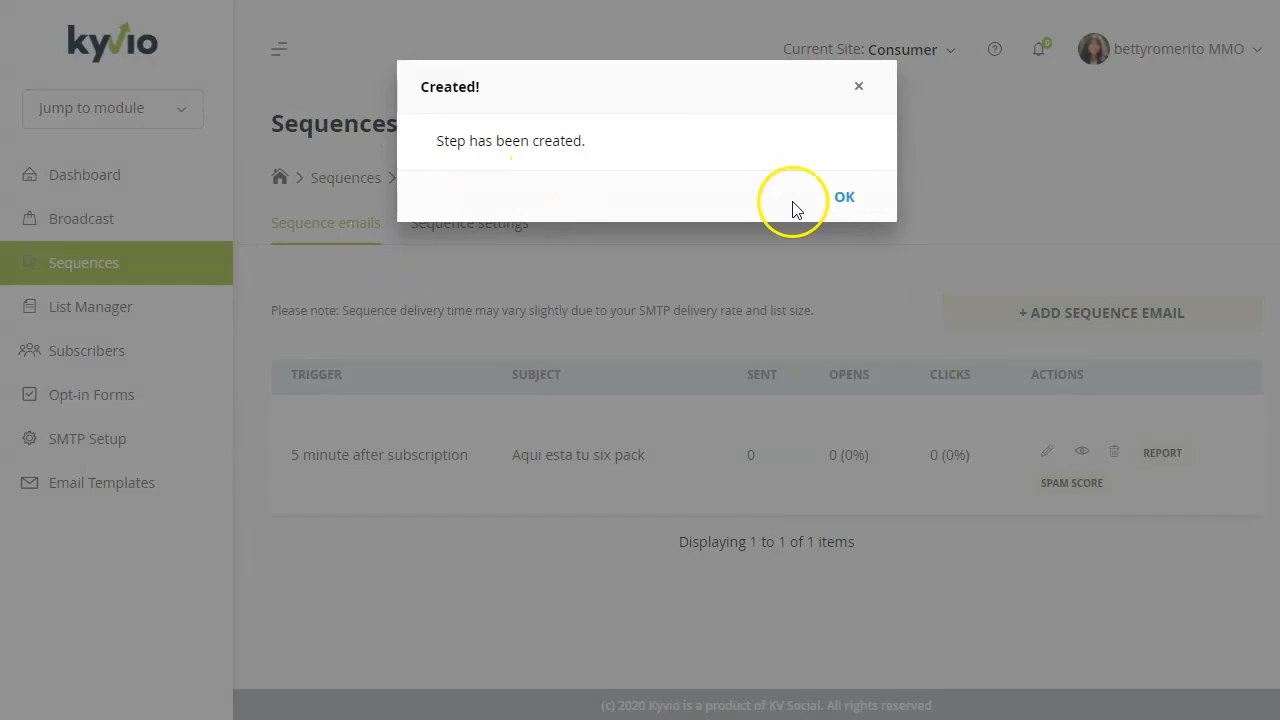 kyvio
Jump to module
Dashboard
Broadcast
Sequences
List Manager
Subscribers
Opt-in Forms
SMTP Setup
Email Templates
Current Site: Consumer
0
bettyromerito MMO
Created!
×
Step has been created.
OK
Sequences
Sequences
Sequence emails
Sequence settings
Please note: Sequence delivery time may vary slightly due to your SMTP delivery rate and list size.
+ ADD SEQUENCE EMAIL
TRIGGER SUBJECT SENT OPENS CLICKS ACTIONS
5 minute after subscription Aqui esta tu six pack 0 0 (0%) 0 (0%) REPORT
SPAM SCORE
Displaying 1 to 1 of 1 items
(c) 2020 Kyvio is a product of KV Social. All rights reserved